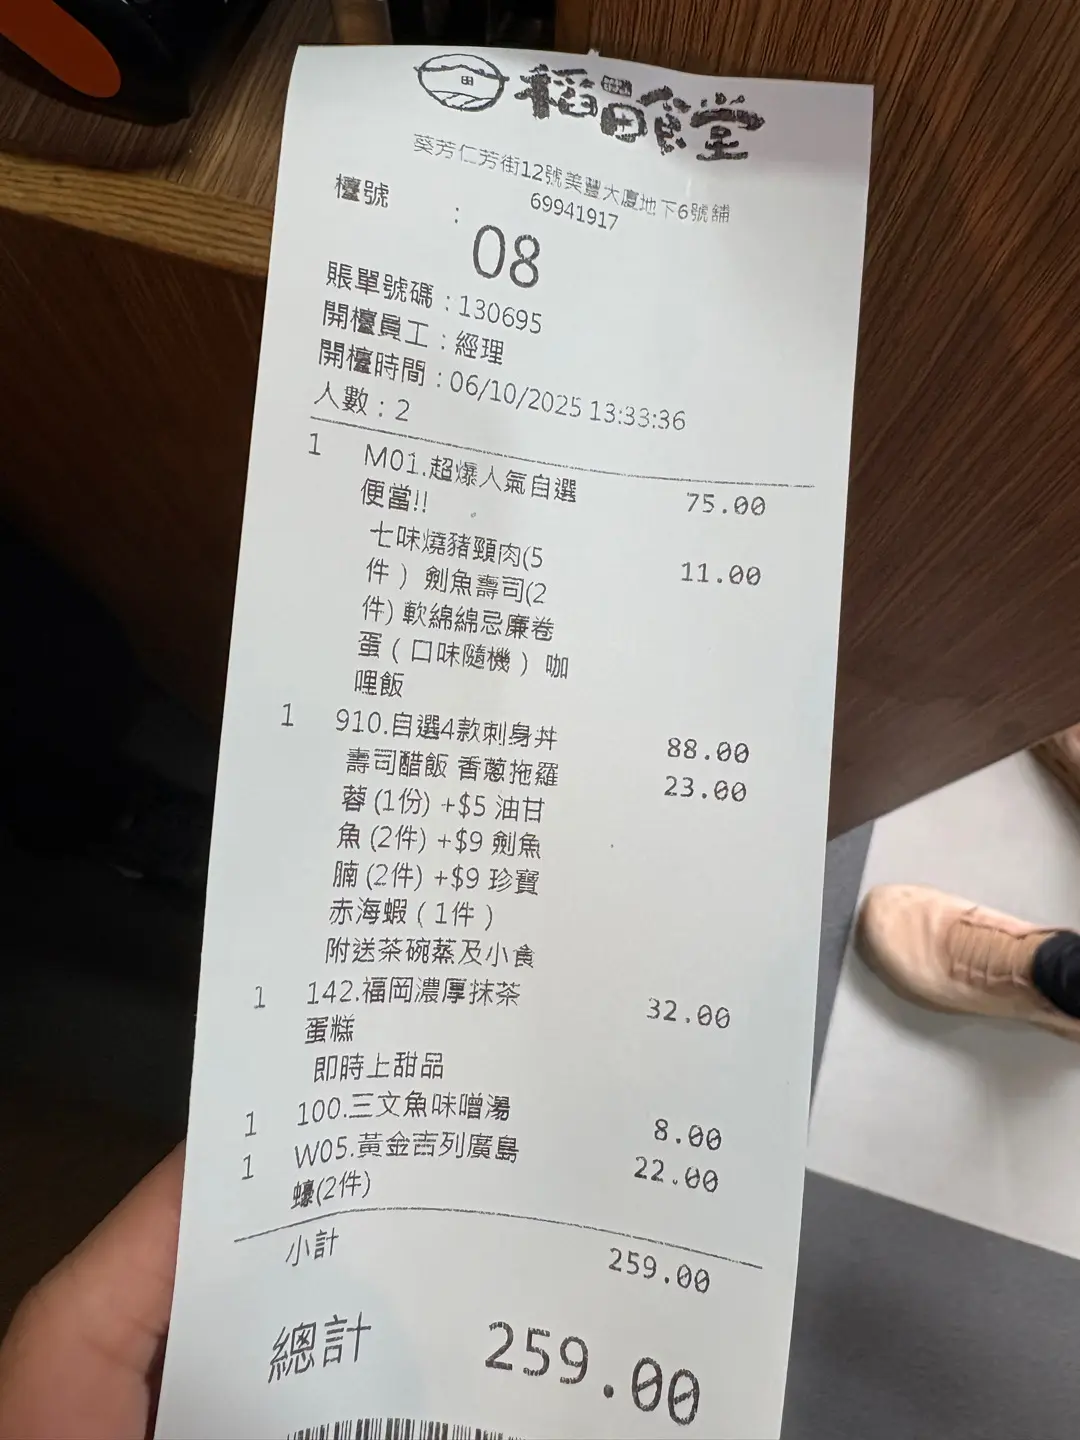 稻田食堂
葵芳仁芳街12號美豐大廈地下6號舖
69941917
檯號 :
08
賬單號碼 : 130695
開檯員工 : 經理
開檯時間 : 06/10/2025 13:33:36
人數 : 2
1 M01.超爆人氣自選 75.00
便當!!
七味燒豬頸肉(5 11.00
件 ) 劍魚壽司(2
件) 軟綿綿忌廉卷
蛋 ( 口味隨機 ) 咖
哩飯
1 910.自選4款刺身丼 88.00
壽司醋飯 香蔥拖羅 23.00
蓉 (1份) +$5 油甘
魚 (2件) +$9 劍魚
腩 (2件) +$9 珍寶
赤海蝦 ( 1件 )
附送茶碗蒸及小食
1 142.福岡濃厚抹茶 32.00
蛋糕
即時上甜品
1 100.三文魚味噌湯 8.00
1 W05.黃金吉列廣島 22.00
蠔(2件)
小計 259.00
總計 259.00